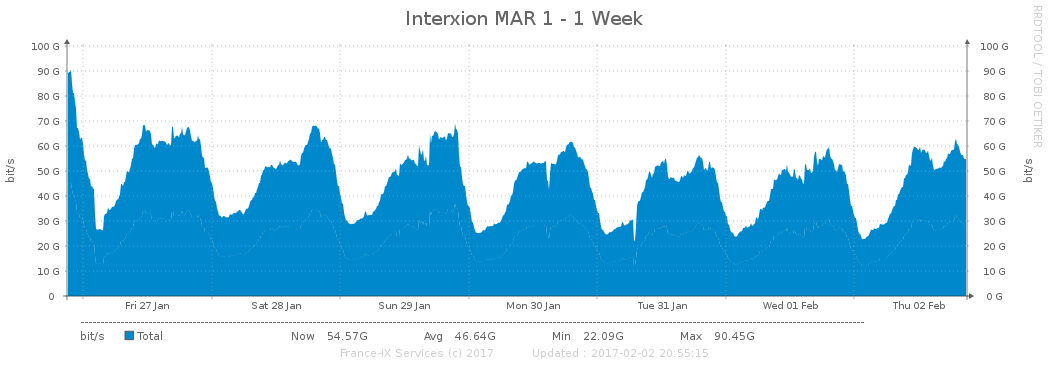 Interxion MAR 1 - 1 Week
RRDTOOL / TOBI OETIKER
100 G 100 G
90 G 90 G
80 G 80 G
70 G 70 G
60 G 60 G
50 G 50 G
40 G 40 G
30 G 30 G
20 G 20 G
10 G 10 G
0 0 G
bit/s
bit/s
Fri 27 Jan Sat 28 Jan Sun 29 Jan Mon 30 Jan Tue 31 Jan Wed 01 Feb Thu 02 Feb
bit/s Total Now 54.57G Avg 46.64G Min 22.09G Max 90.45G
France-IX Services (c) 2017 Updated : 2017-02-02 20:55:15